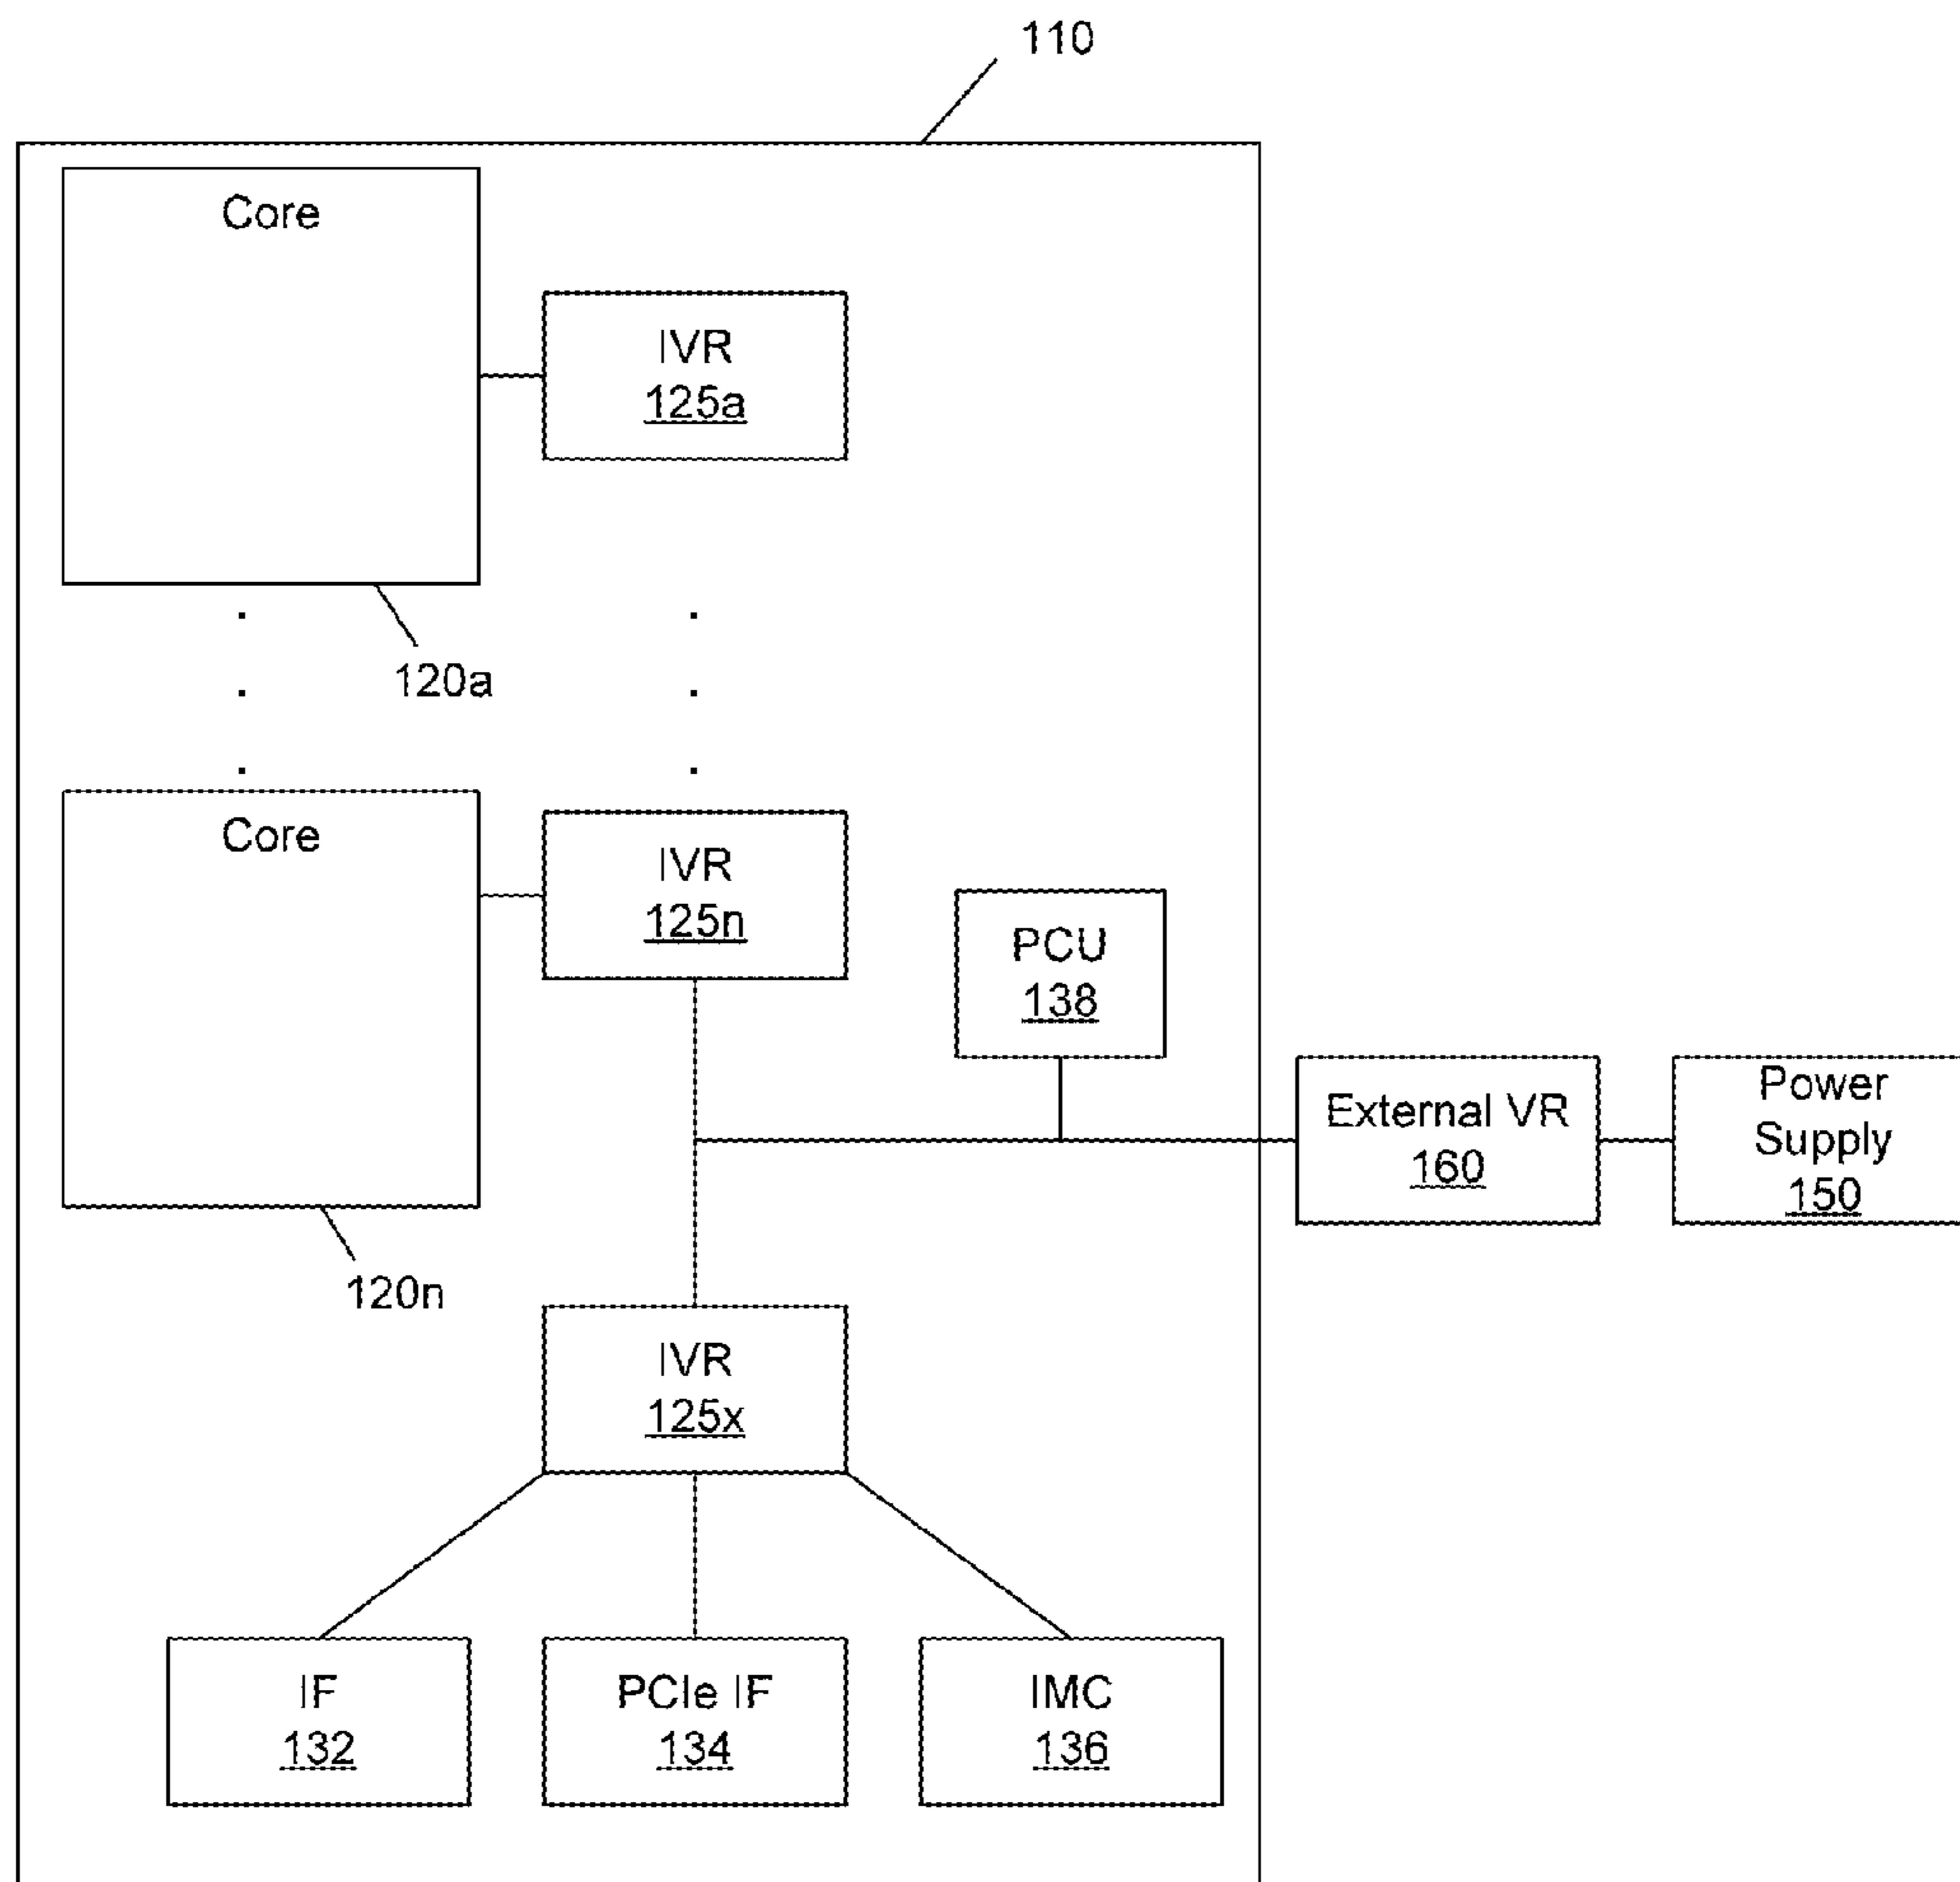 110
Core
IVR
125a
120a
Core
IVR
125n
PCU
138
External VR
160
Power
Supply
150
120n
IVR
125x
IF
132
PCIe IF
134
IMC
136